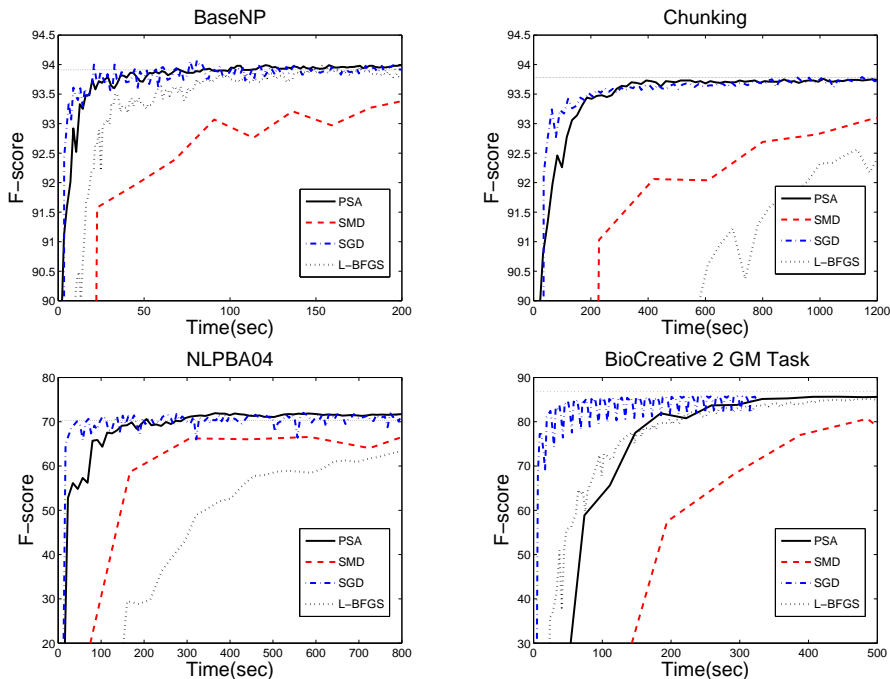 BaseNP
94.5
94
93.5
93
92.5
92
91.5
91
90.5
90
F−score
0 50 100 150 200
Time(sec)
PSA
SMD
SGD
L−BFGS
Chunking
94.5
94
93.5
93
92.5
92
91.5
91
90.5
90
F−score
0 200 400 600 800 1000 1200
Time(sec)
PSA
SMD
SGD
L−BFGS
NLPBA04
80
70
60
50
40
30
20
F−score
0 100 200 300 400 500 600 700 800
Time(sec)
PSA
SMD
SGD
L−BFGS
BioCreative 2 GM Task
90
80
70
60
50
40
30
F−score
0 100 200 300 400 500
Time(sec)
PSA
SMD
SGD
L−BFGS